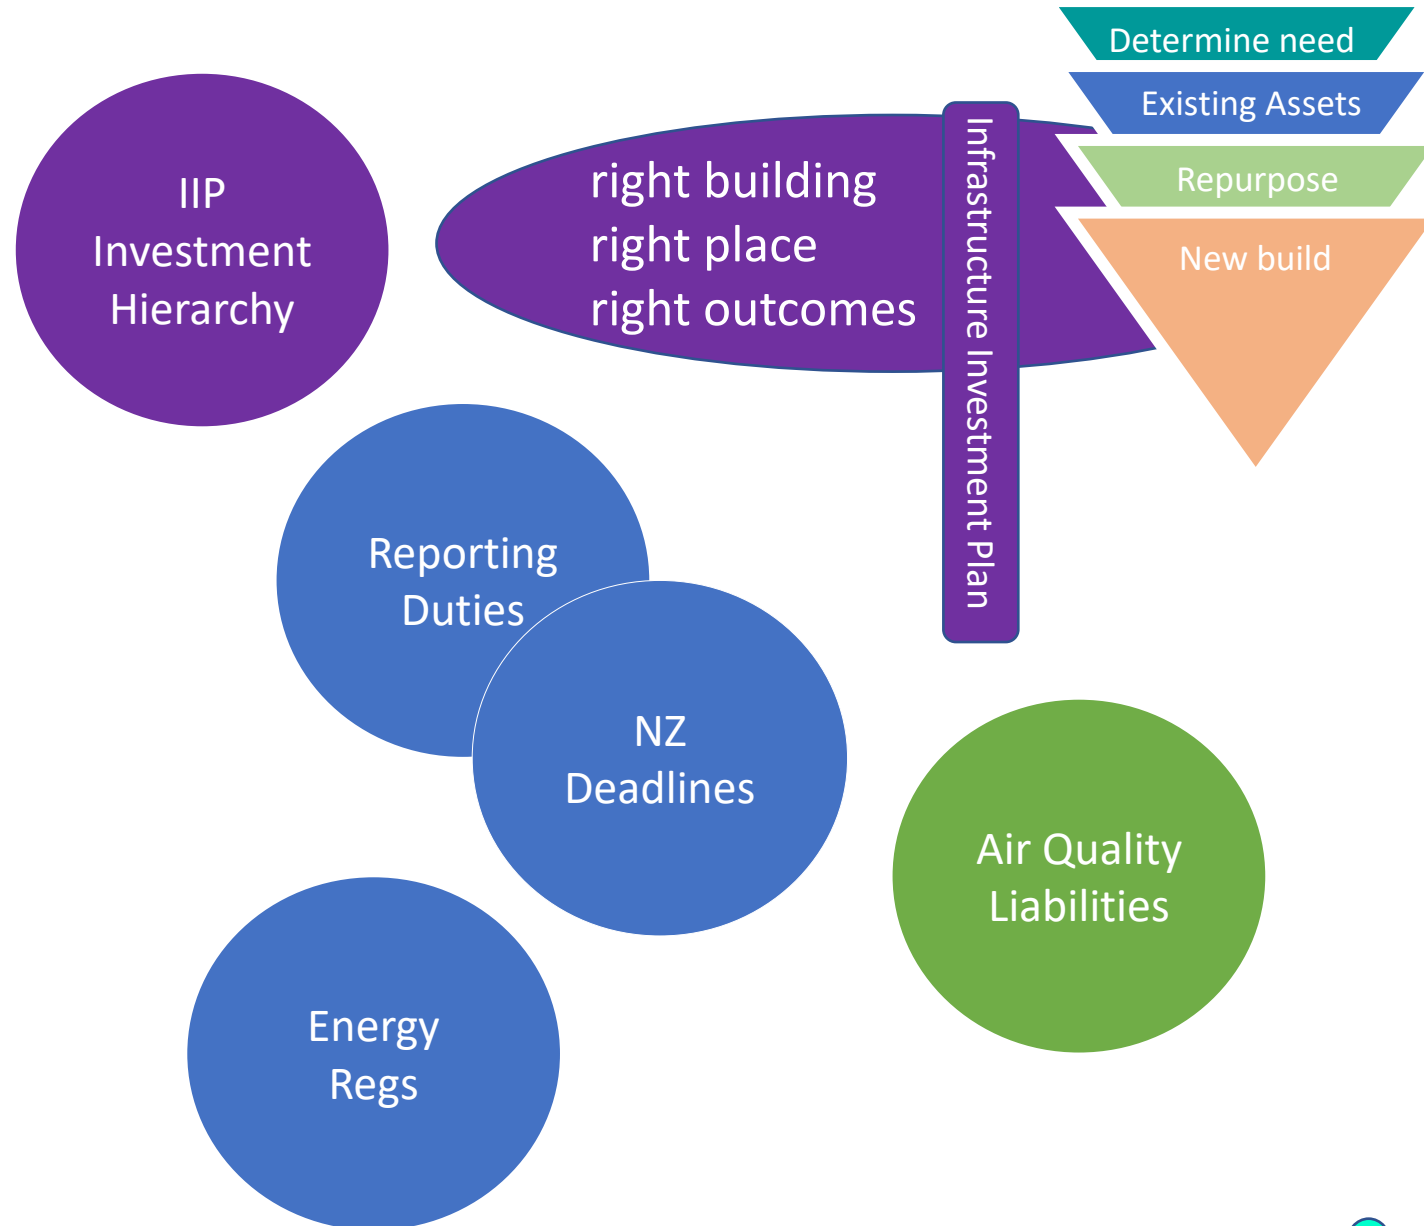 IIP
Investment
Hierarchy
right building
right place
right outcomes
Infrastructure Investment Plan
Determine need
Existing Assets
Repurpose
New build
Reporting
Duties
NZ
Deadlines
Air Quality
Liabilities
Energy
Regs